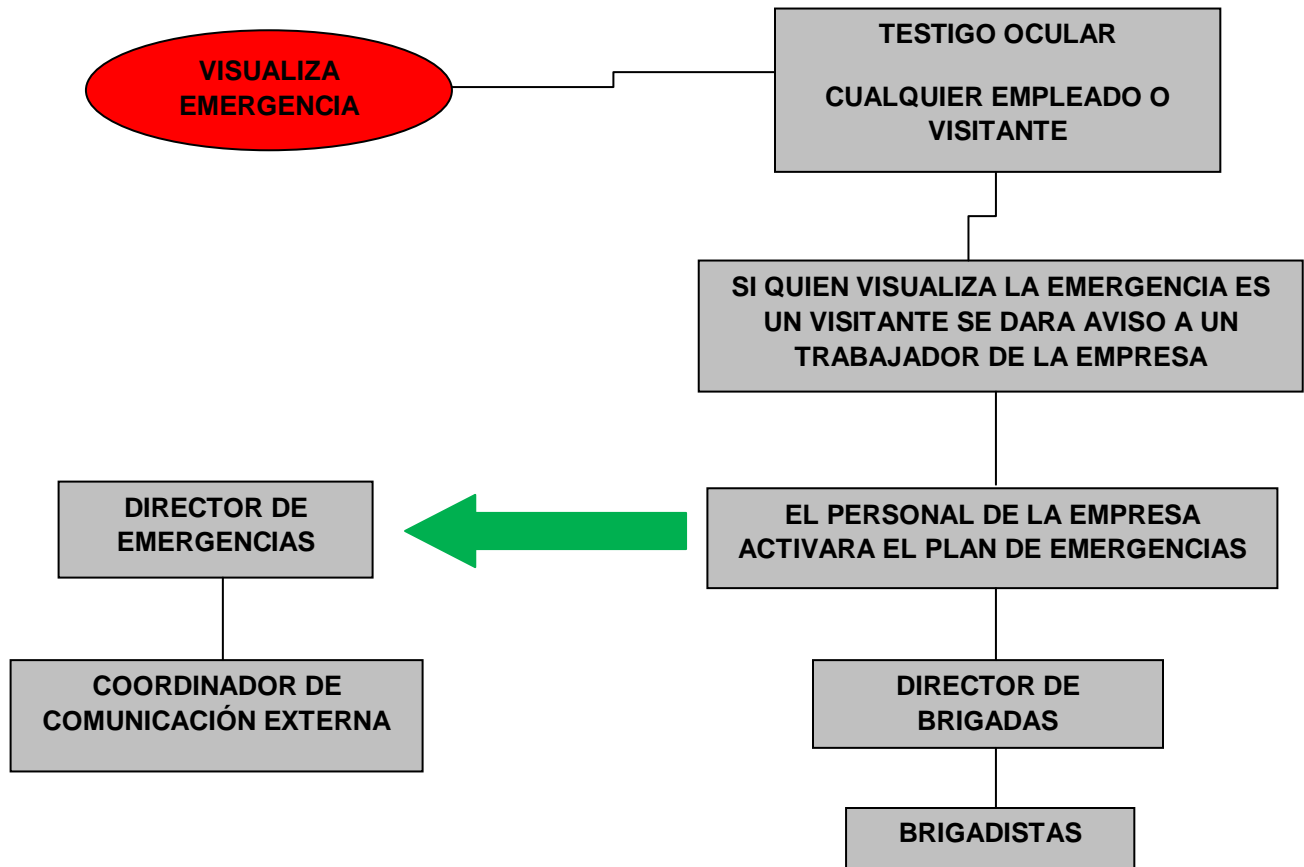 VISUALIZA
EMERGENCIA
TESTIGO OCULAR
CUALQUIER EMPLEADO O
VISITANTE
SI QUIEN VISUALIZA LA EMERGENCIA ES
UN VISITANTE SE DARA AVISO A UN
TRABAJADOR DE LA EMPRESA
EL PERSONAL DE LA EMPRESA
ACTIVARA EL PLAN DE EMERGENCIAS
DIRECTOR DE
EMERGENCIAS
COORDINADOR DE
COMUNICACIÓN EXTERNA
DIRECTOR DE
BRIGADAS
BRIGADISTAS